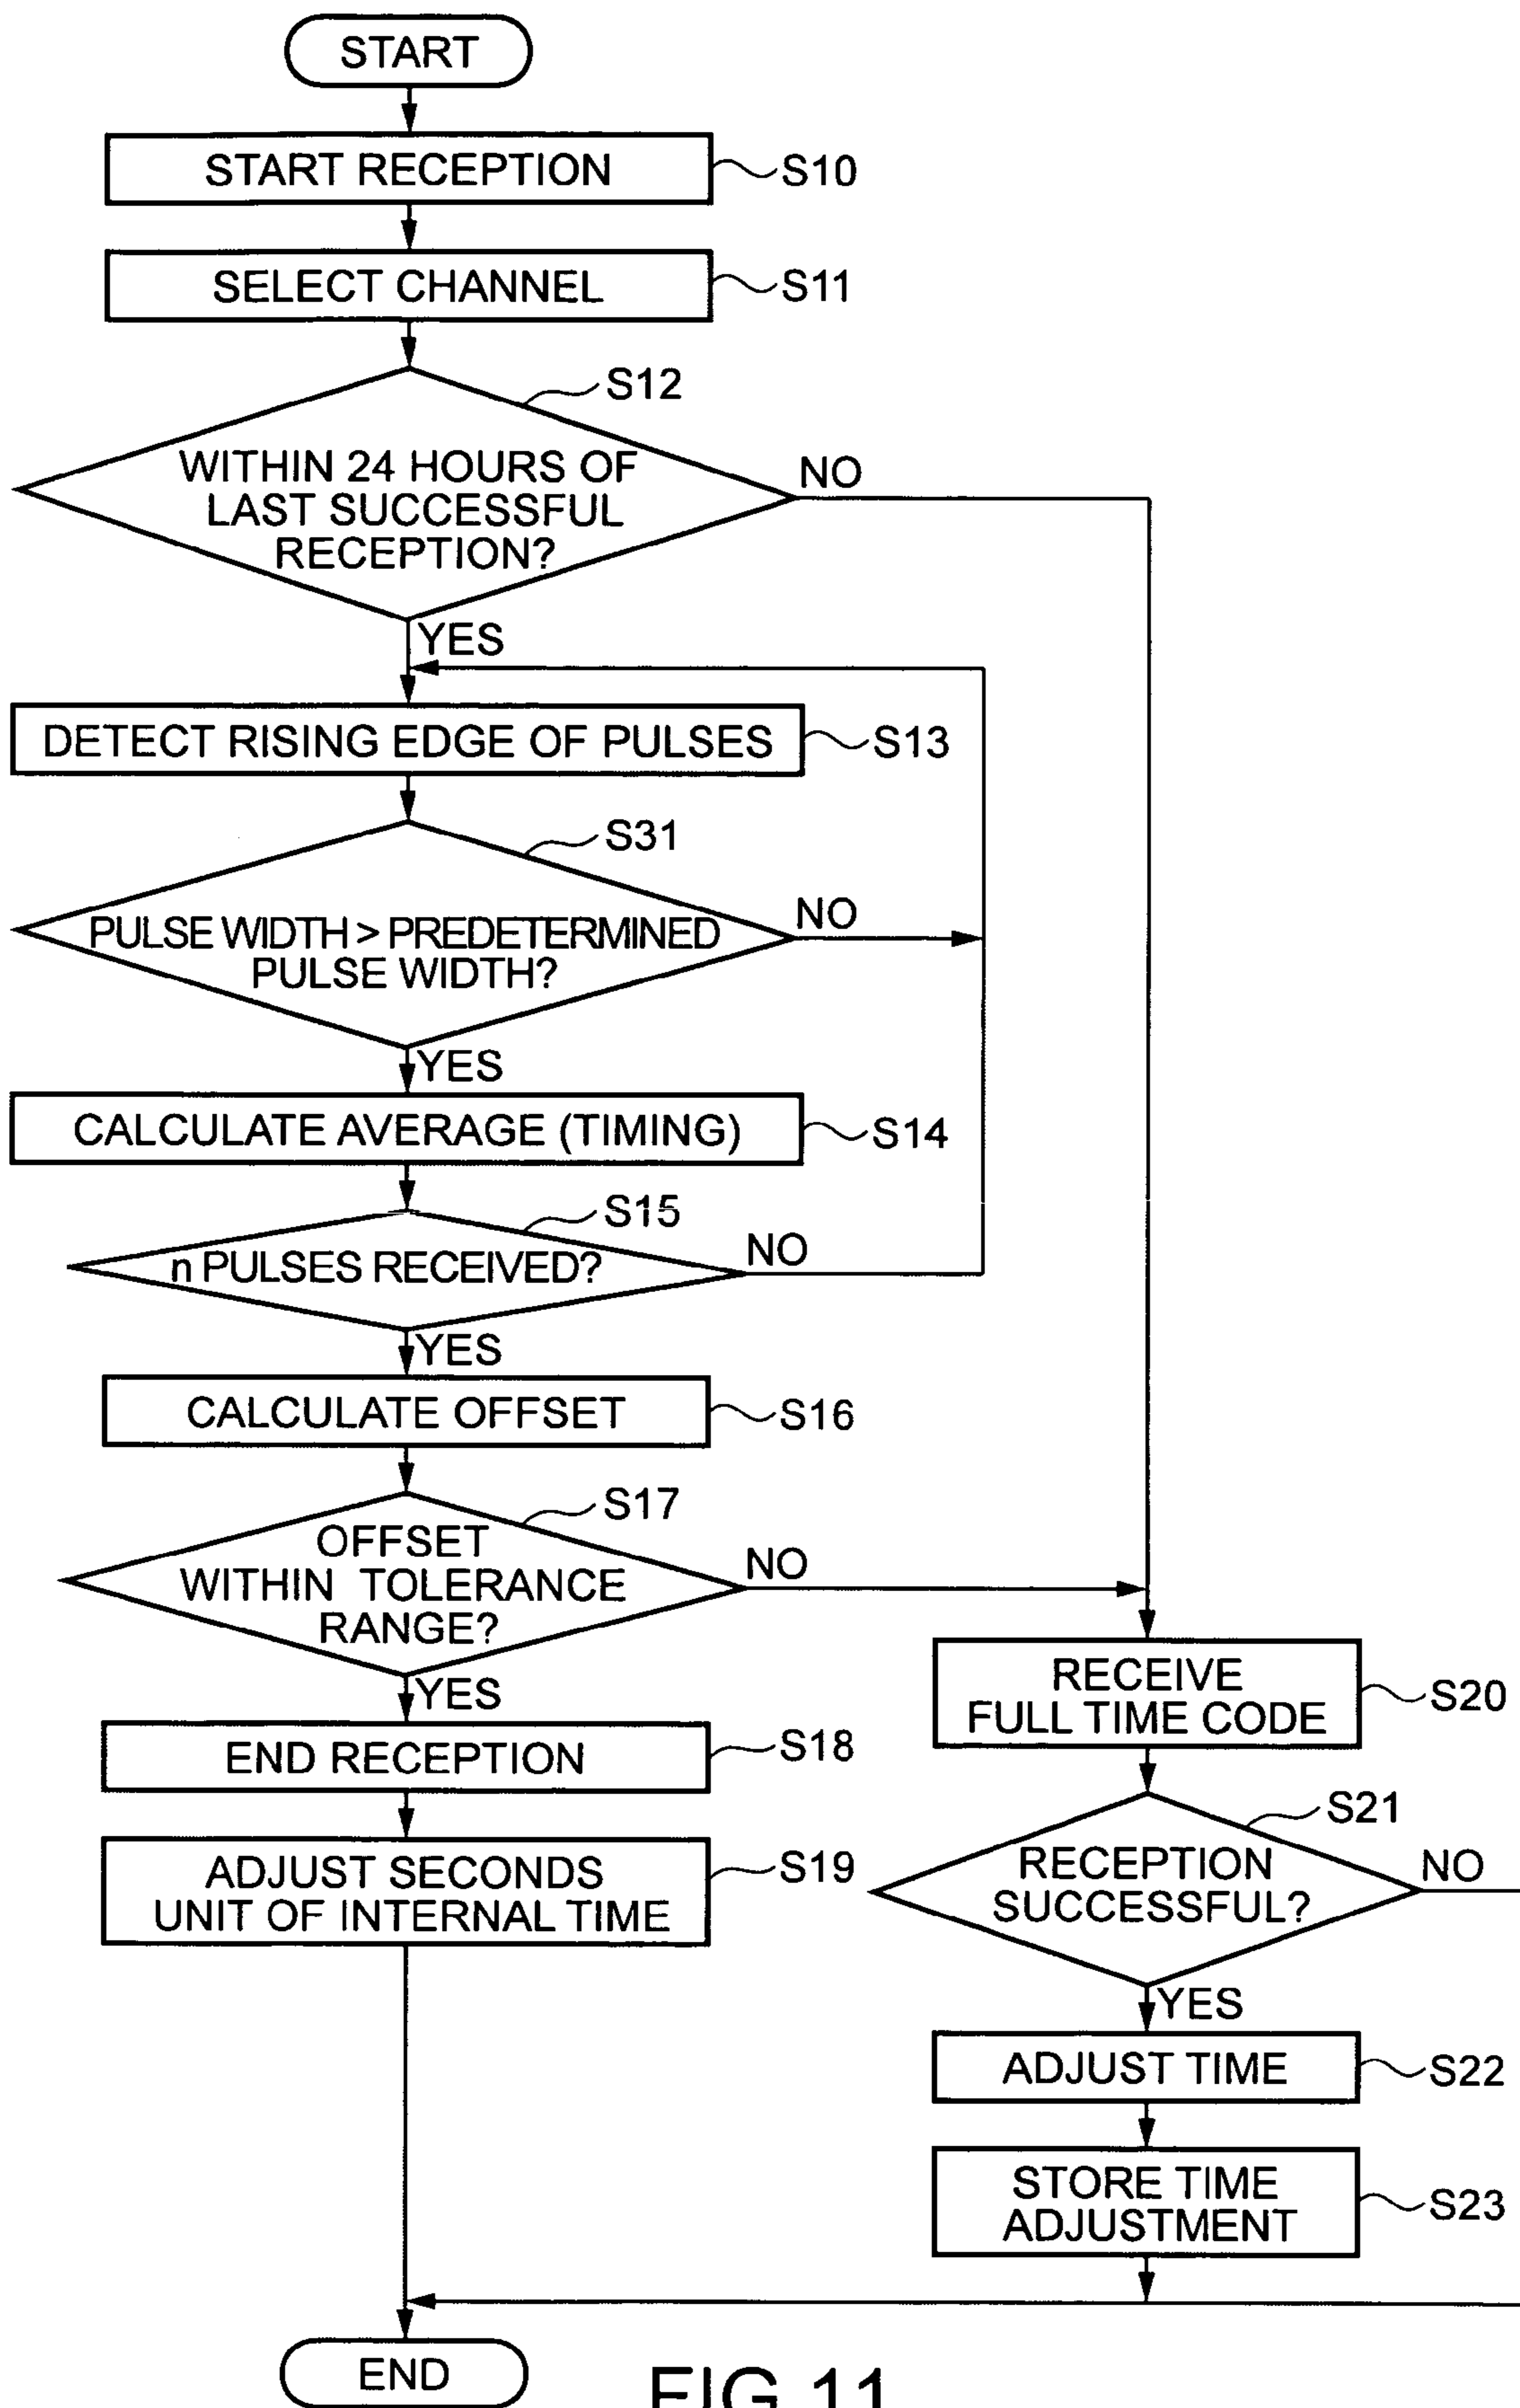 START
START RECEPTION
S10
SELECT CHANNEL
S11
S12
WITHIN 24 HOURS OF
LAST SUCCESSFUL
RECEPTION?
NO
YES
DETECT RISING EDGE OF PULSES
S13
S31
PULSE WIDTH > PREDETERMINED
PULSE WIDTH?
NO
YES
CALCULATE AVERAGE (TIMING)
S14
S15
n PULSES RECEIVED?
NO
YES
CALCULATE OFFSET
S16
S17
OFFSET
WITHIN TOLERANCE
RANGE?
NO
YES
END RECEPTION
S18
ADJUST SECONDS
UNIT OF INTERNAL TIME
S19
RECEIVE
FULL TIME CODE
S20
S21
RECEPTION
SUCCESSFUL?
NO
YES
ADJUST TIME
S22
STORE TIME
ADJUSTMENT
S23
END
FIG. 11